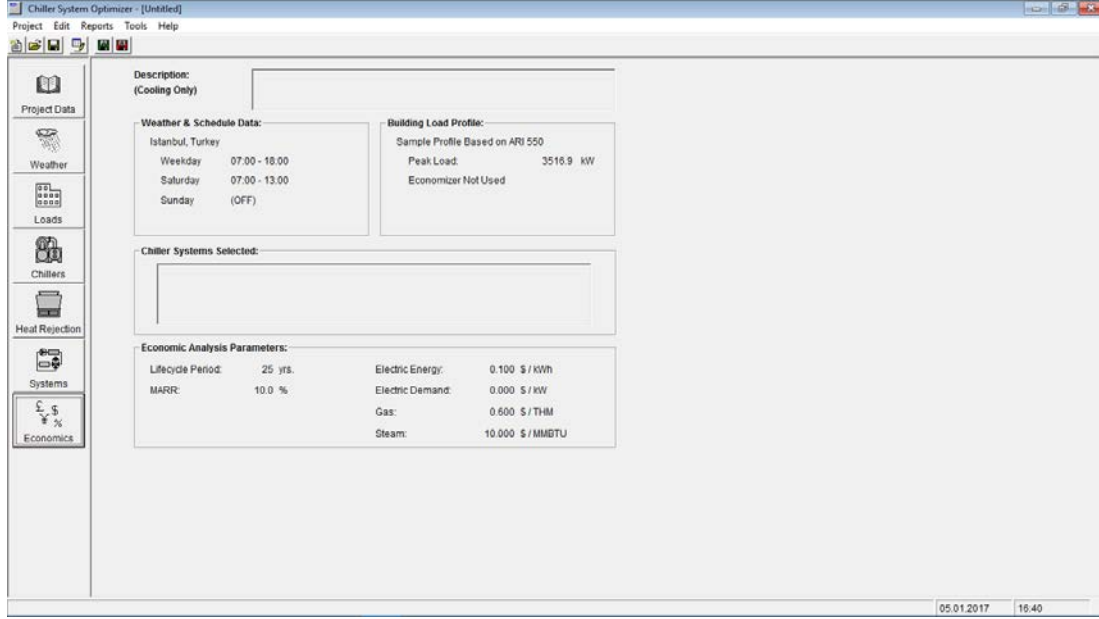 Chiller System Optimizer - [Untitled]
Project Edit Reports Tools Help
Project Data
Weather
Loads
Chillers
Heat Rejection
Systems
£ $ ¥ %
Economics
Description:
(Cooling Only)
Weather & Schedule Data:
Istanbul, Turkey
Weekday 07:00 - 18:00
Saturday 07:00 - 13:00
Sunday (OFF)
Building Load Profile:
Sample Profile Based on ARI 550
Peak Load: 3516.9 kW
Economizer Not Used
Chiller Systems Selected:
Economic Analysis Parameters:
Lifecycle Period: 25 yrs.
MARR: 10.0 %
Electric Energy: 0.100 $ / kWh
Electric Demand: 0.000 $ / kW
Gas: 0.600 $ / THM
Steam: 10.000 $ / MMBTU
05.01.2017 16:40